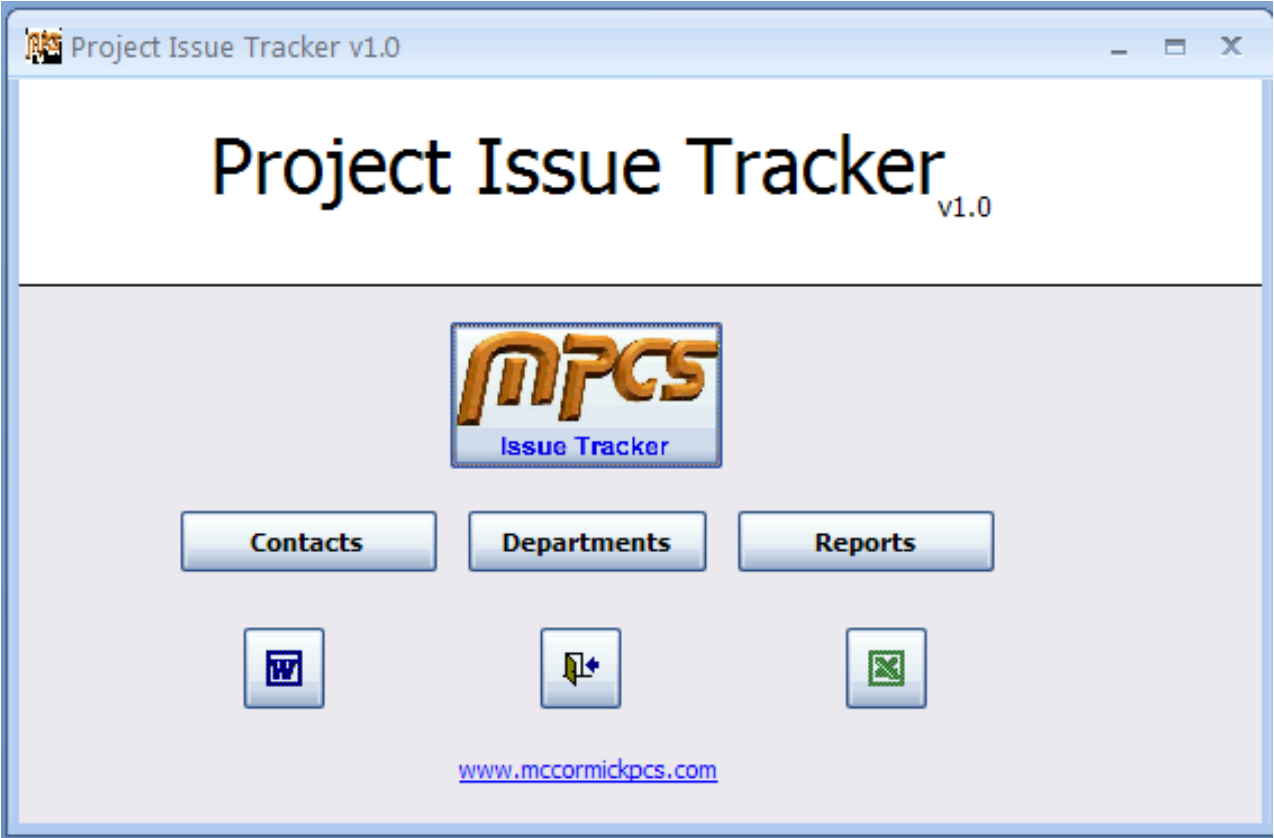 Project Issue Tracker v1.0
Project Issue Tracker
v1.0
MPCS
Issue Tracker
Contacts Departments Reports
W X
www.mccormickpcs.com